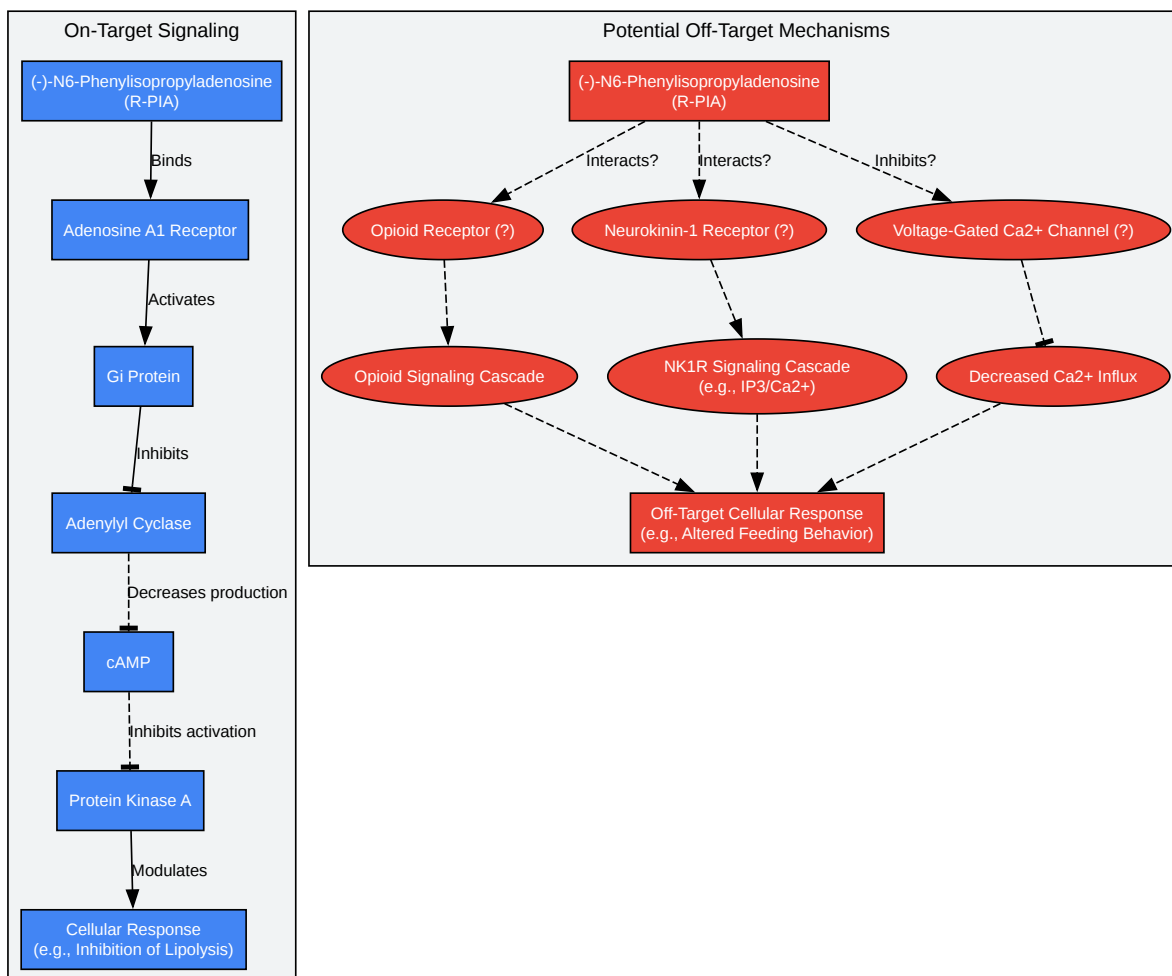 On-Target Signaling
(-)-N6-Phenylisopropyladenosine
(R-PIA)
Binds
Adenosine A1 Receptor
Activates
Gi Protein
Inhibits
Adenylyl Cyclase
Decreases production
cAMP
Inhibits activation
Protein Kinase A
Modulates
Cellular Response
(e.g., Inhibition of Lipolysis)
Potential Off-Target Mechanisms
(-)-N6-Phenylisopropyladenosine
(R-PIA)
Interacts?
Interacts?
Inhibits?
Opioid Receptor (?)
Neurokinin-1 Receptor (?)
Voltage-Gated Ca2+ Channel (?)
Opioid Signaling Cascade
NK1R Signaling Cascade
(e.g., IP3/Ca2+)
Decreased Ca2+ Influx
Off-Target Cellular Response
(e.g., Altered Feeding Behavior)